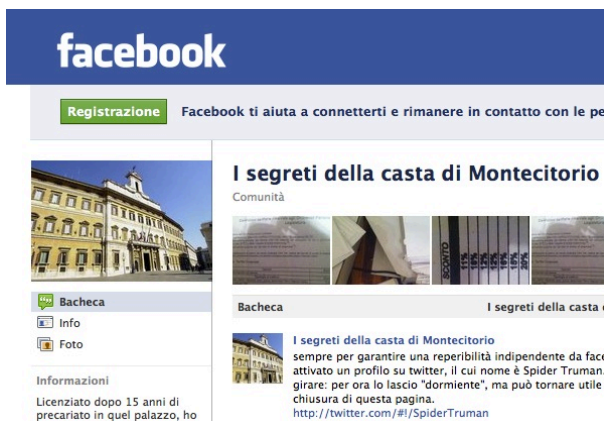 facebook
Registrazione
Facebook ti aiuta a connetterti e rimanere in contatto con le pe
I segreti della casta di Montecitorio
Comunità
SCONTO
Bacheca
Info
Foto
Bacheca
I segreti della casta
I segreti della casta di Montecitorio
sempre per garantire una reperibilità indipendente da face
attivato un profilo su twitter, il cui nome è Spider Truman.
girare: per ora lo lascio "dormiente", ma può tornare utile
chiusura di questa pagina.
http://twitter.com/#!/SpiderTruman
Informazioni
Licenziato dopo 15 anni di
precariato in quel palazzo, ho